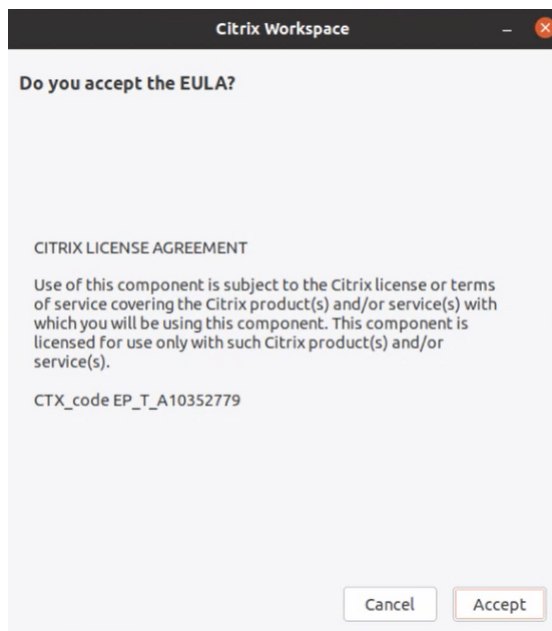 Citrix Workspace
Do you accept the EULA?
CITRIX LICENSE AGREEMENT
Use of this component is subject to the Citrix license or terms
of service covering the Citrix product(s) and/or service(s) with
which you will be using this component. This component is
licensed for use only with such Citrix product(s) and/or
service(s).
CTX_code EP_T_A10352779
Cancel Accept